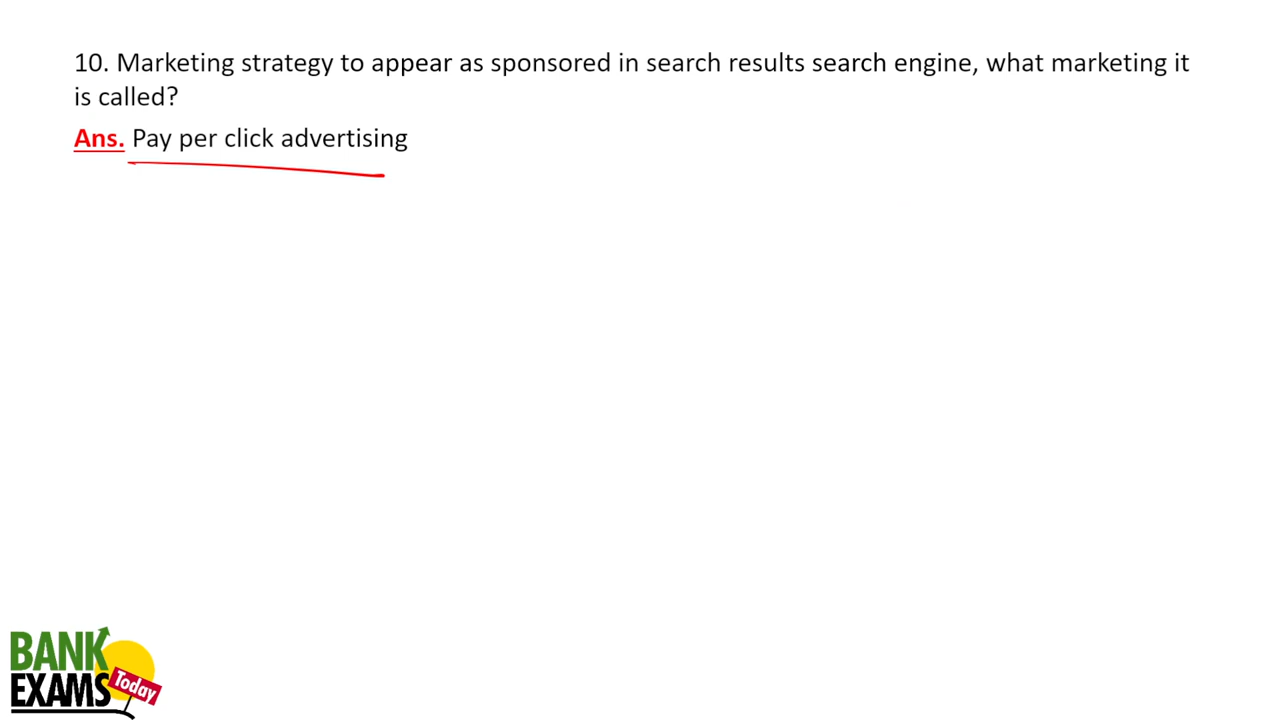 10. Marketing strategy to appear as sponsored in search results search engine, what marketing it
is called?
Ans. Pay per click advertising
BANK
EXAMS
Today